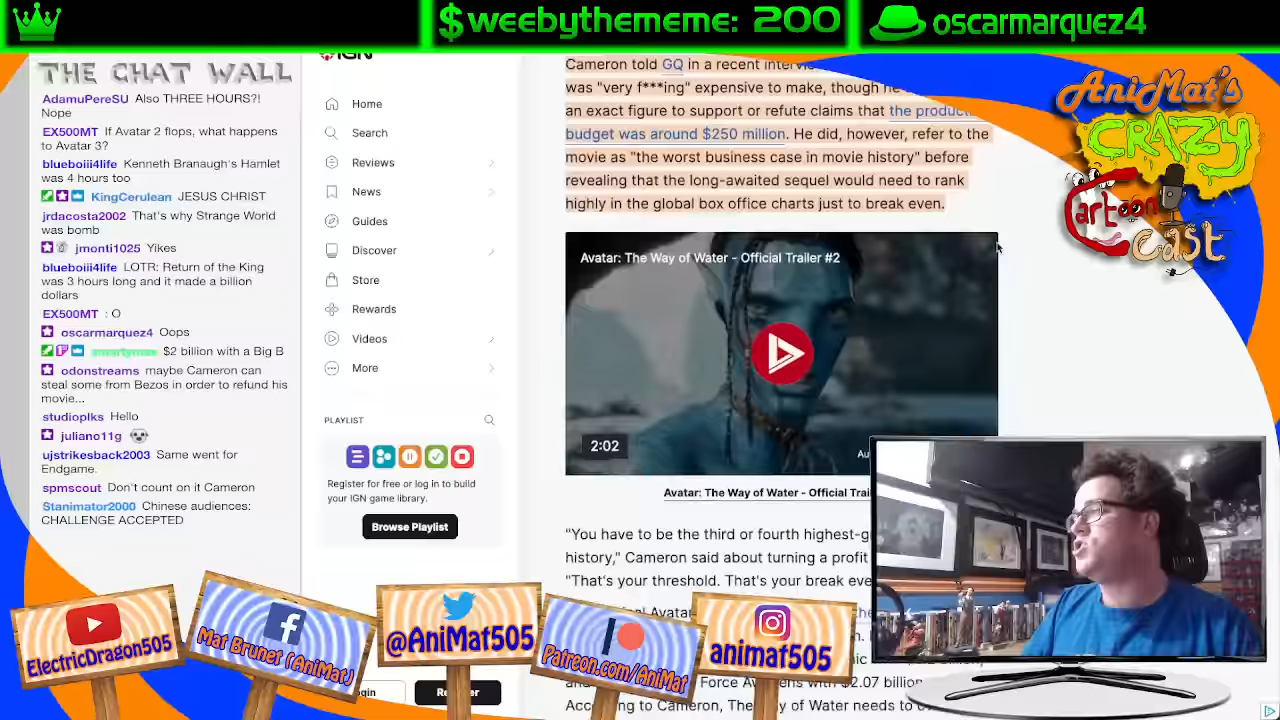 $weebythememe: 200
oscarmarquez4
THE CHAT WALL
AdamuPereSU Also THREE HOURS?!
Nope
EX500MT If Avatar 2 flops, what happens
to Avatar 3?
blueboii4life Kenneth Branaugh's Hamlet
was 4 hours too
KingCerulean JESUS CHRIST
jrdacosta2002 That's why Strange World
was bomb
jmonti1025 Yikes
blueboii4life LOTR: Return of the King
was 3 hours long and it made a billion
dollars
EX500MT : O
oscarmarquez4 Oops
$2 billion with a Big B
odonstreams maybe Cameron can
steal some from Bezos in order to refund his
movie...
studioplks Hello
juliano11g
ujstrikesback2003 Same went for
Endgame.
spmscout Don't count on it Cameron
Stanimator2000 Chinese audiences:
CHALLENGE ACCEPTED
IGN
Home
Search
Reviews
News
Guides
Discover
Store
Rewards
Videos
More
PLAYLIST
Register for free or log in to build
your IGN game library.
Browse Playlist
Cameron told GQ in a recent
was "very f***ing" expensive to make, though
an exact figure to support or refute claims that the
budget was around $250 million. He did, however, refer to the
movie as "the worst business case in movie history" before
revealing that the long-awaited sequel would need to rank
highly in the global box office charts just to break even.
Avatar: The Way of Water - Official Trailer #2
2:02
Avatar: The Way of Water - Official
"You have to be the third or fourth
history," Cameron said about turning a profit
"That's your threshold. That's your break
Avatar
Force Awakens with $2.07
According to Cameron, The Way of Water needs to
AniMat's
CRAZY
Cartoon
Cast
ElectricDragon505
Mat Brunet (AniMat)
@AniMat505
Patreon.com/AniMat
animat505